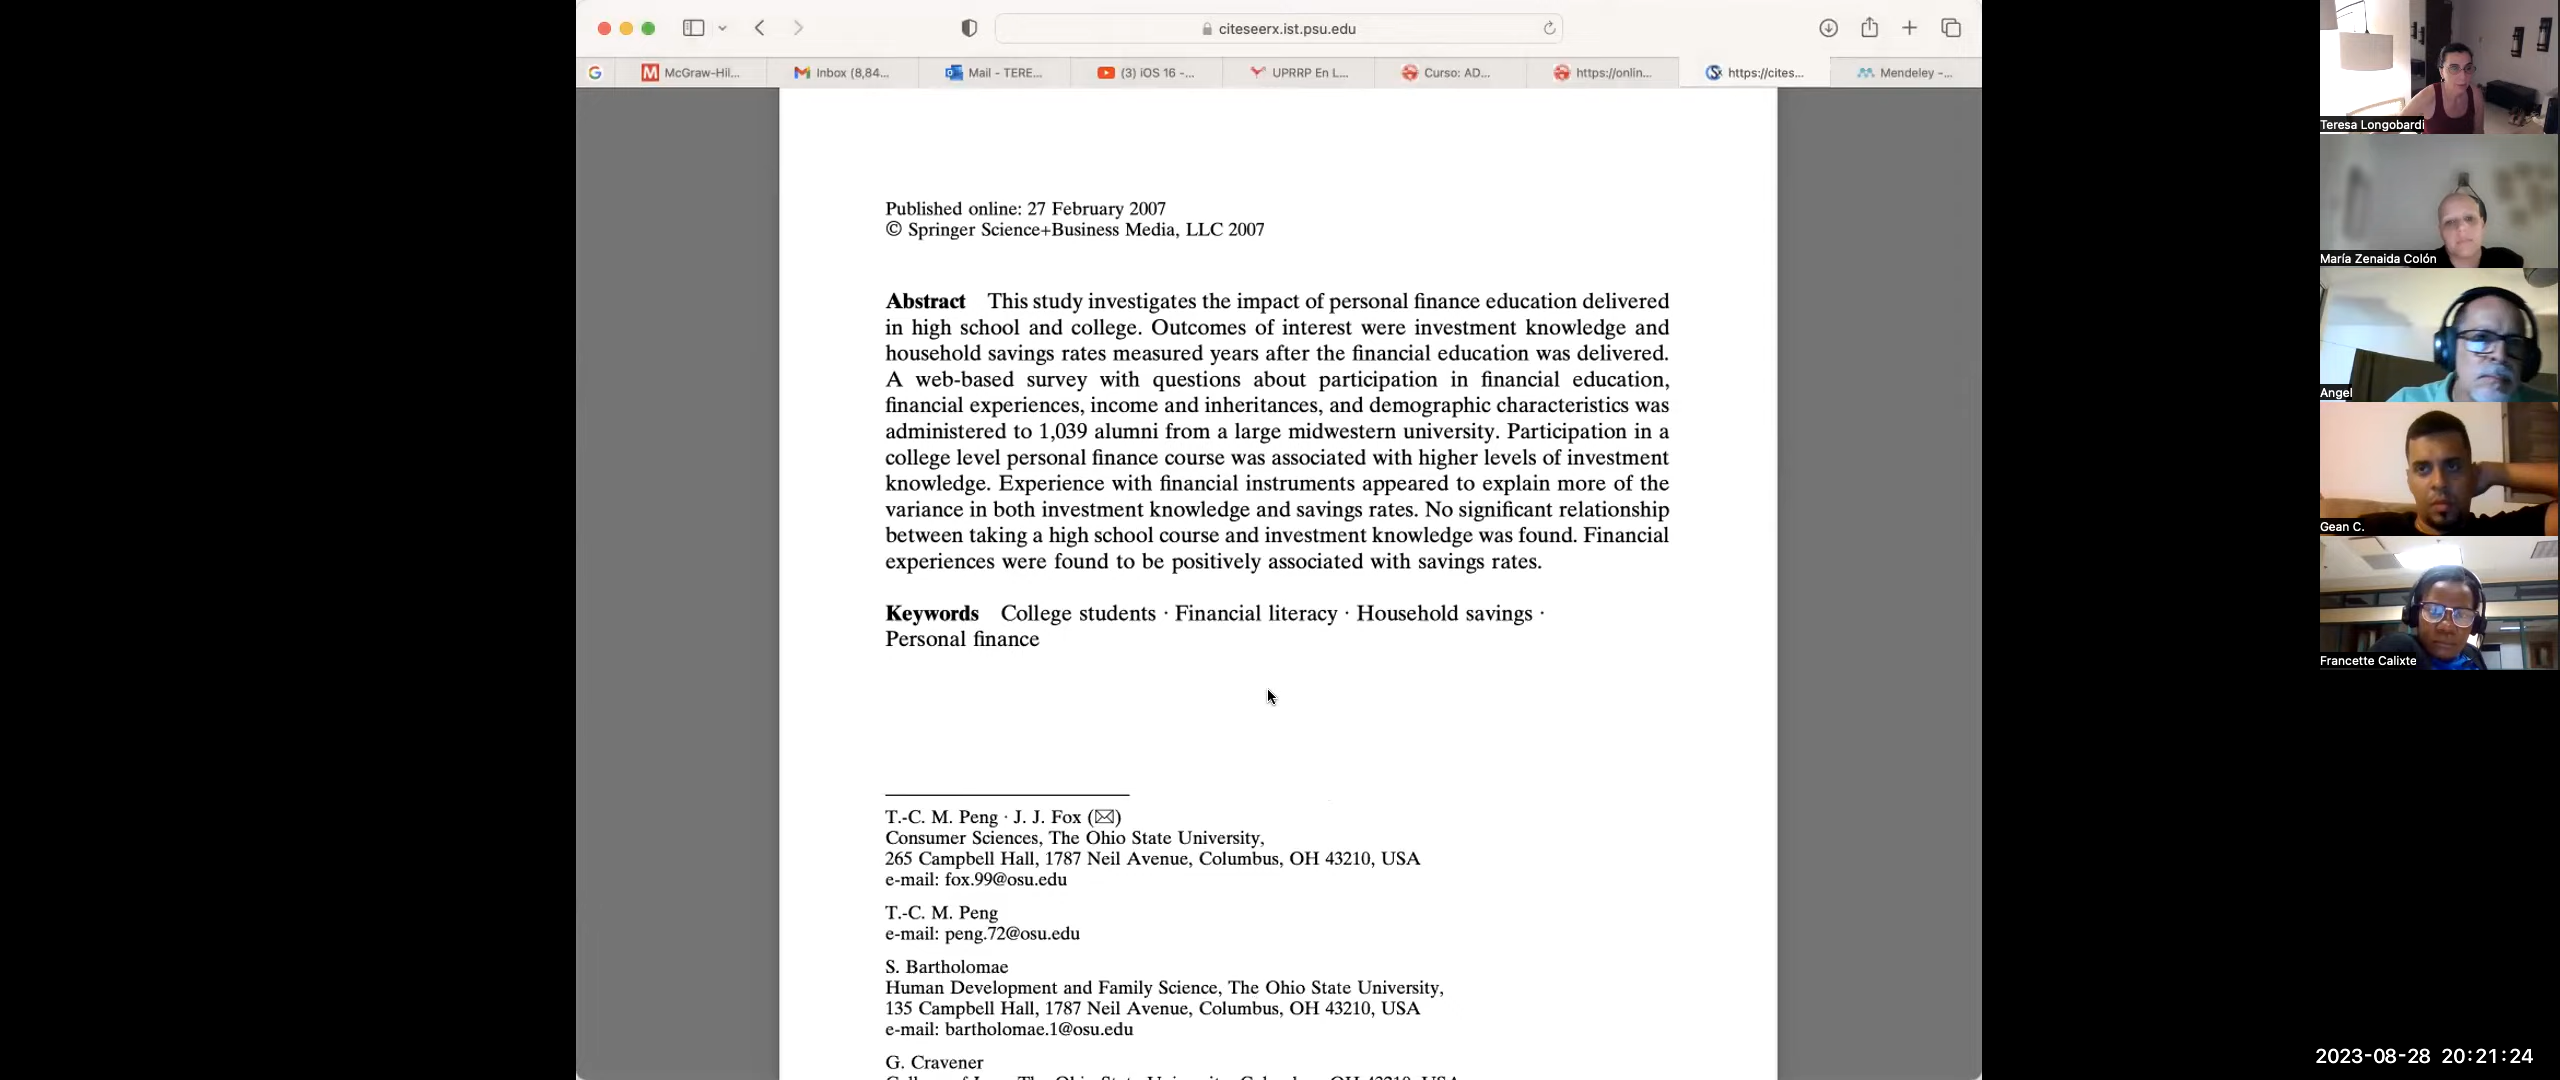 citeseerx.ist.psu.edu
McGraw-Hil...
Inbox (8,84...
Mail - TERE...
(3) iOS 16 -...
UPRRP En L...
Curso: AD...
https://onlin...
https://cites...
Mendeley -...
Published online: 27 February 2007
© Springer Science+Business Media, LLC 2007
Abstract This study investigates the impact of personal finance education delivered
in high school and college. Outcomes of interest were investment knowledge and
household savings rates measured years after the financial education was delivered.
A web-based survey with questions about participation in financial education,
financial experiences, income and inheritances, and demographic characteristics was
administered to 1,039 alumni from a large midwestern university. Participation in a
college level personal finance course was associated with higher levels of investment
knowledge. Experience with financial instruments appeared to explain more of the
variance in both investment knowledge and savings rates. No significant relationship
between taking a high school course and investment knowledge was found. Financial
experiences were found to be positively associated with savings rates.
Keywords College students · Financial literacy · Household savings ·
Personal finance
T.-C. M. Peng · J. J. Fox (✉)
Consumer Sciences, The Ohio State University,
265 Campbell Hall, 1787 Neil Avenue, Columbus, OH 43210, USA
e-mail: fox.99@osu.edu
T.-C. M. Peng
e-mail: peng.72@osu.edu
S. Bartholomae
Human Development and Family Science, The Ohio State University,
135 Campbell Hall, 1787 Neil Avenue, Columbus, OH 43210, USA
e-mail: bartholomae.1@osu.edu
G. Cravener
Teresa Longobardi
María Zenaida Colón
Angel
Gean C.
Francette Calixte
2023-08-28 20:21:24